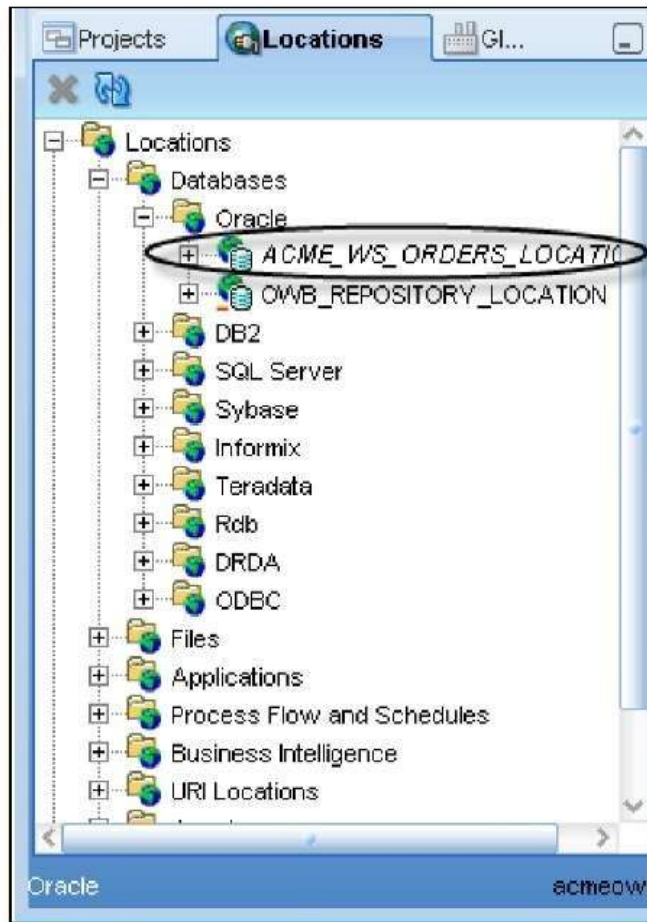 Projects Locations Gl...
Locations
Databases
Oracle
ACME_WS_ORDERS_LOCATIO
OWB_REPOSITORY_LOCATION
DB2
SQL Server
Sybase
Informix
Teradata
Rdb
DRDA
ODBC
Files
Applications
Process Flow and Schedules
Business Intelligence
URI Locations
Oracle acmeow